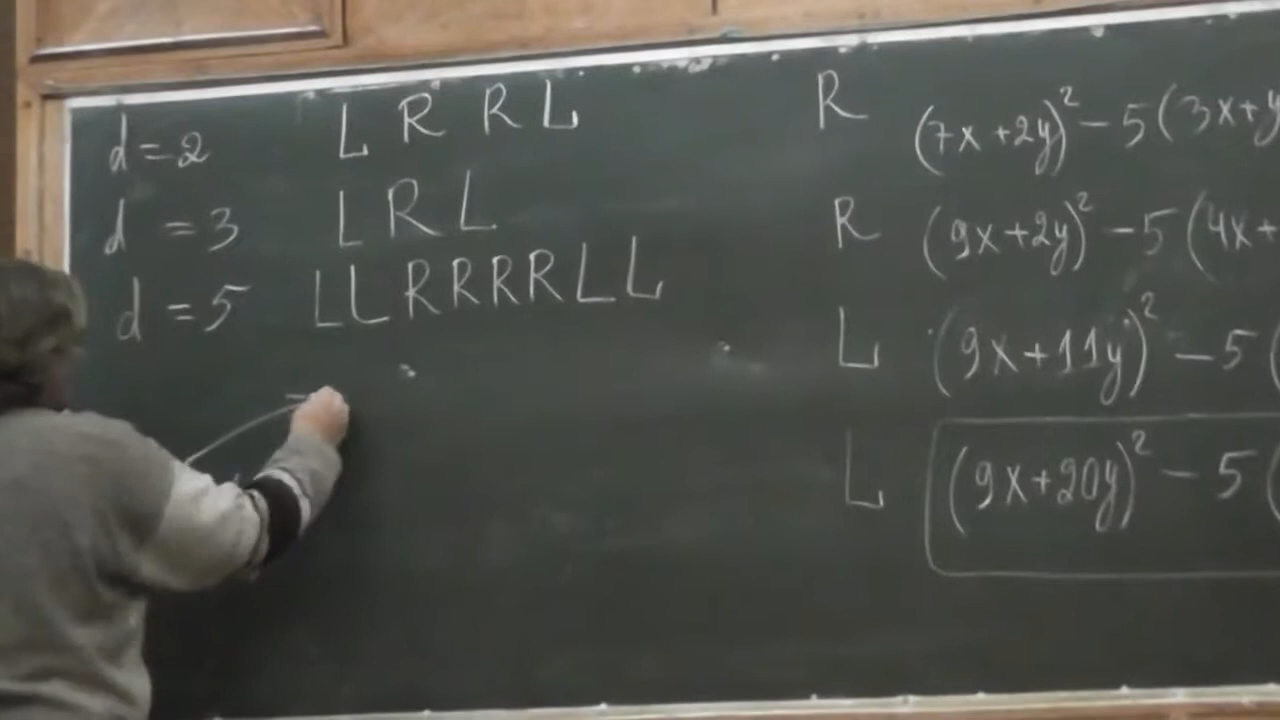 d = 2 L R R L
d = 3 L R L
d = 5 L L R R R R L L
R (7x+2y)² − 5(3x+y
R (9x+2y)² − 5(4x+
L (9x+11y)² − 5(
L (9x+20y)² − 5(